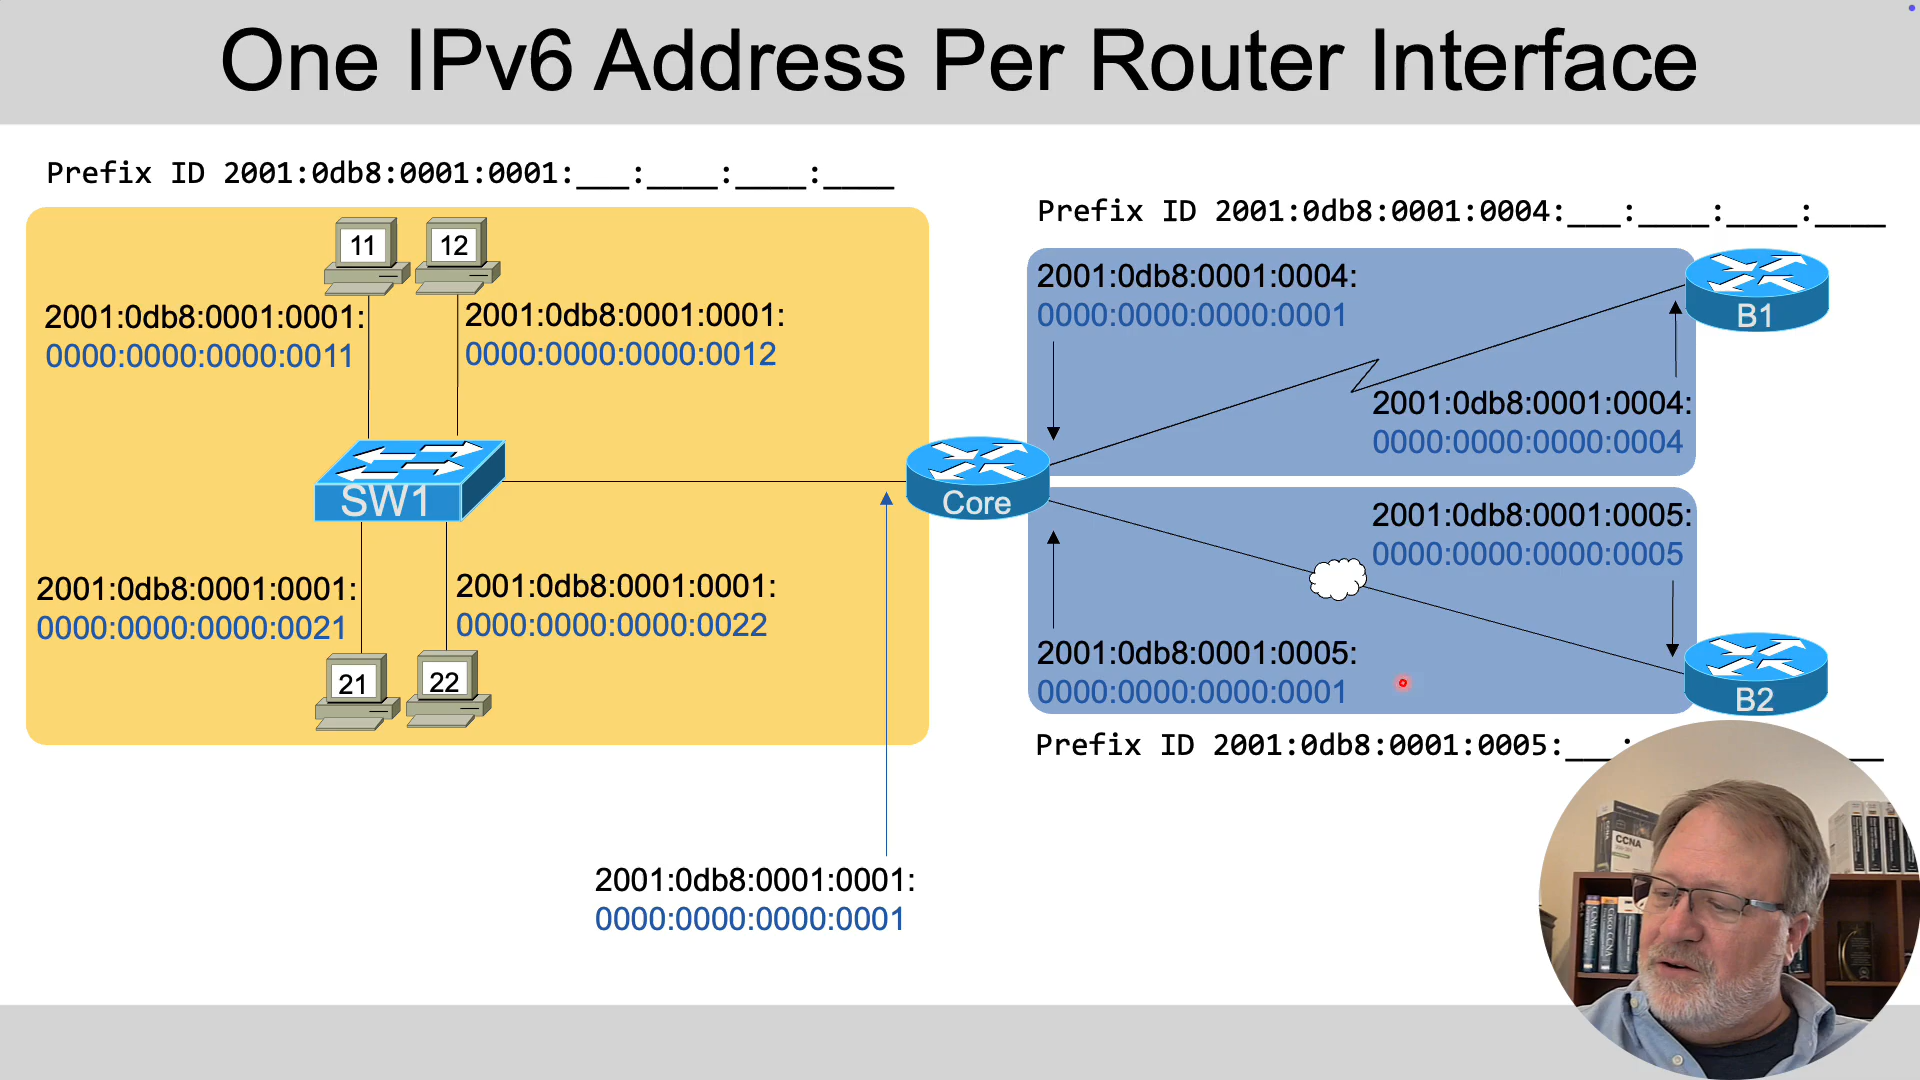 One IPv6 Address Per Router Interface
Prefix ID 2001:0db8:0001:0001:___:____:____:____
11
12
2001:0db8:0001:0001:
0000:0000:0000:0011
2001:0db8:0001:0001:
0000:0000:0000:0012
SW1
2001:0db8:0001:0001:
0000:0000:0000:0021
2001:0db8:0001:0001:
0000:0000:0000:0022
21
22
Core
2001:0db8:0001:0001:
0000:0000:0000:0001
Prefix ID 2001:0db8:0001:0004:___:____:____:____
2001:0db8:0001:0004:
0000:0000:0000:0001
B1
2001:0db8:0001:0004:
0000:0000:0000:0004
2001:0db8:0001:0005:
0000:0000:0000:0005
2001:0db8:0001:0005:
0000:0000:0000:0001
B2
Prefix ID 2001:0db8:0001:0005:___:
CCNA